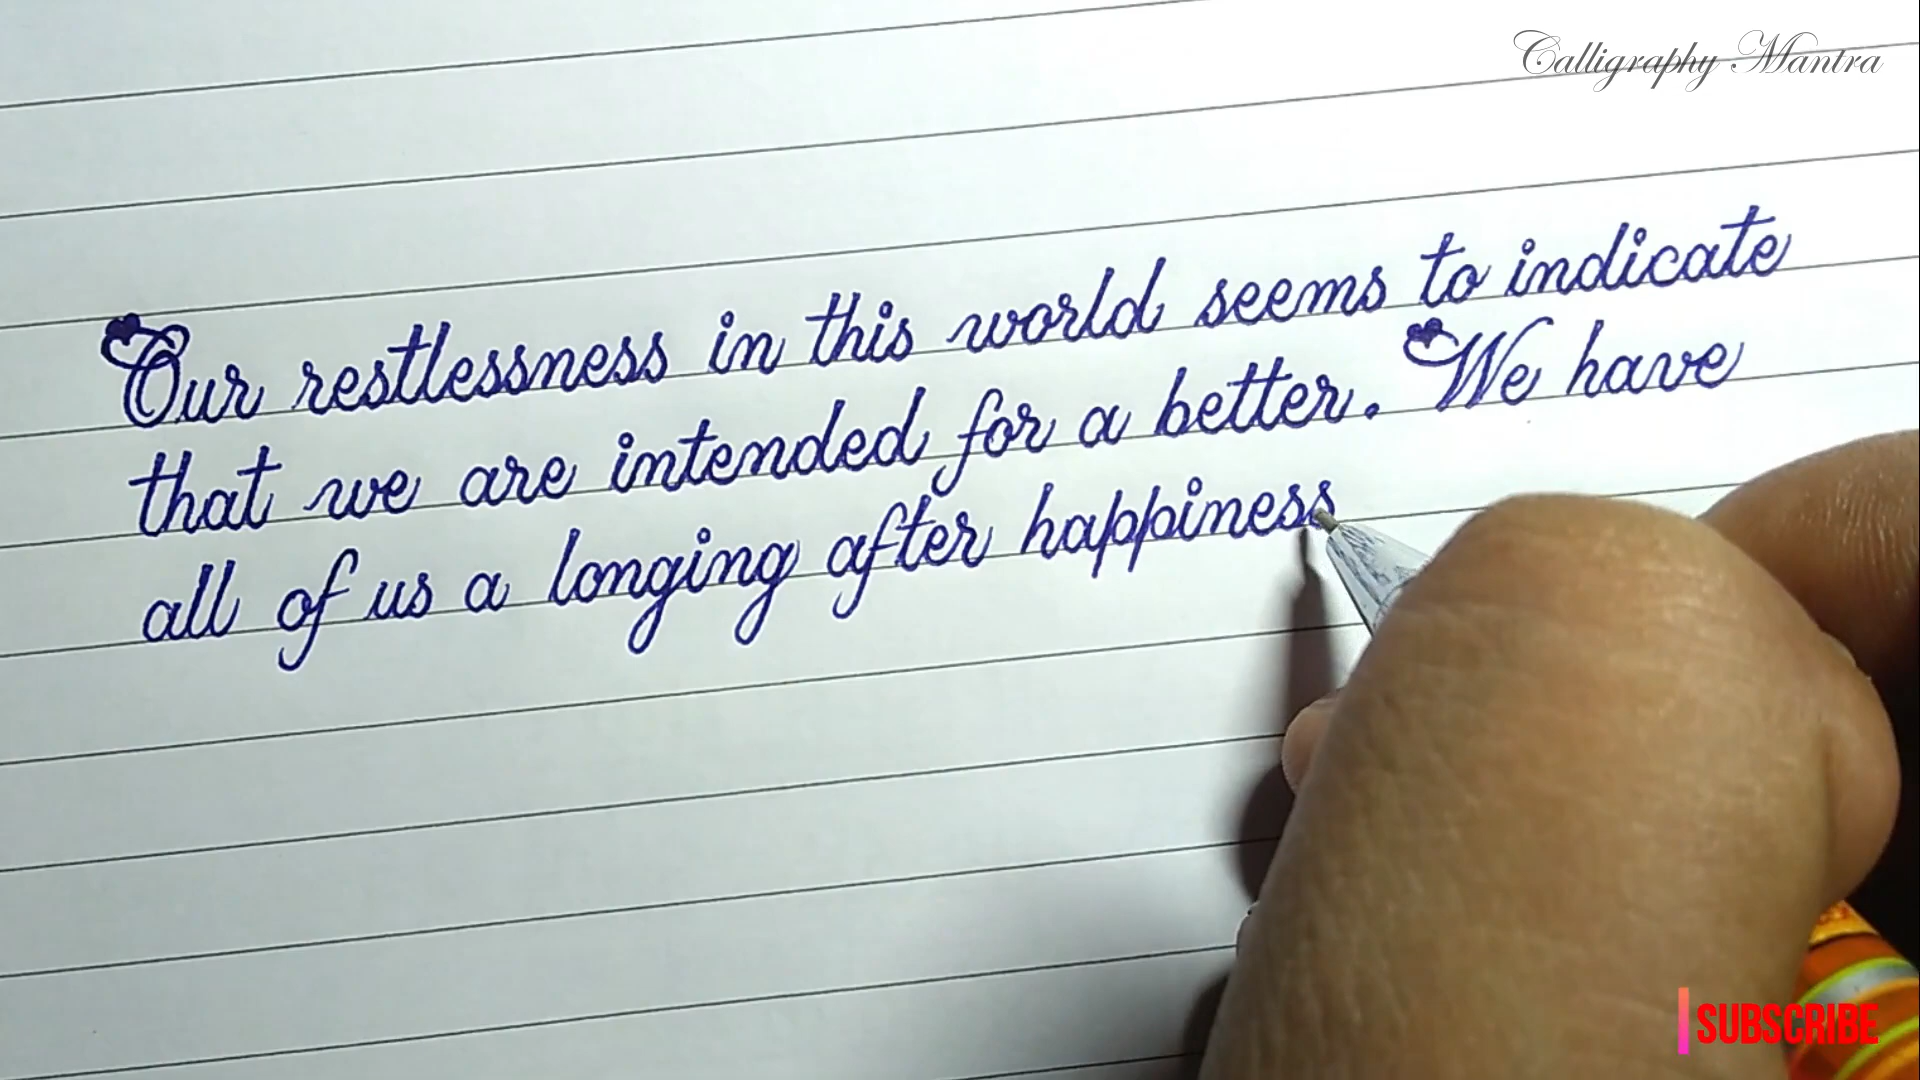 Calligraphy Mantra
Our restlessness in this world seems to indicate
that we are intended for a better. We have
all of us a longing after happiness
SUBSCRIBE